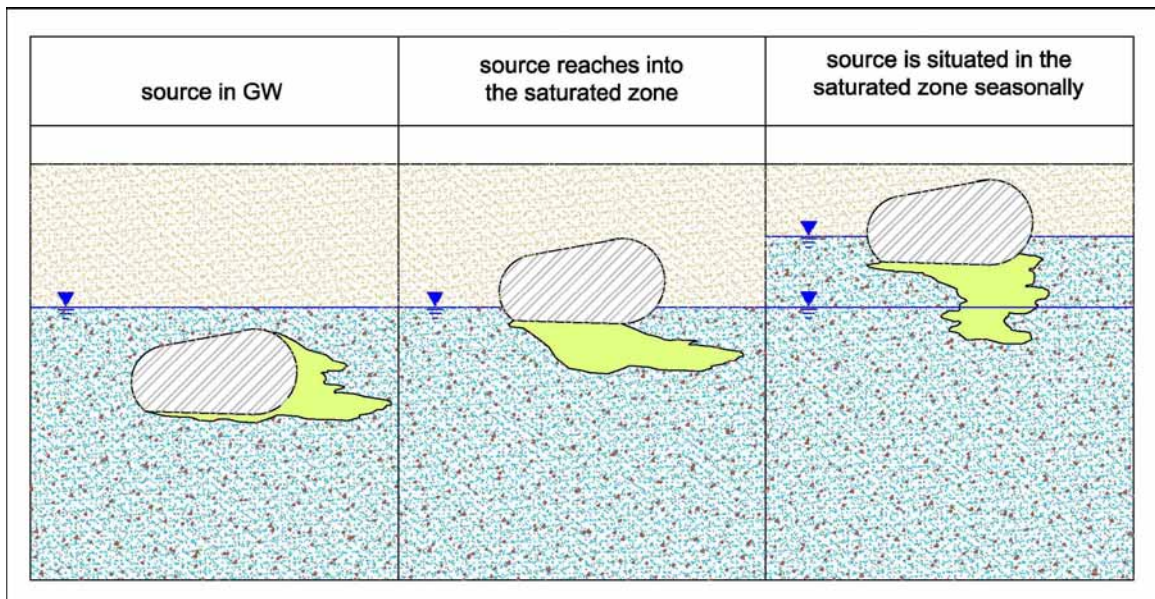 source in GW
source reaches into
the saturated zone
source is situated in the
saturated zone seasonally